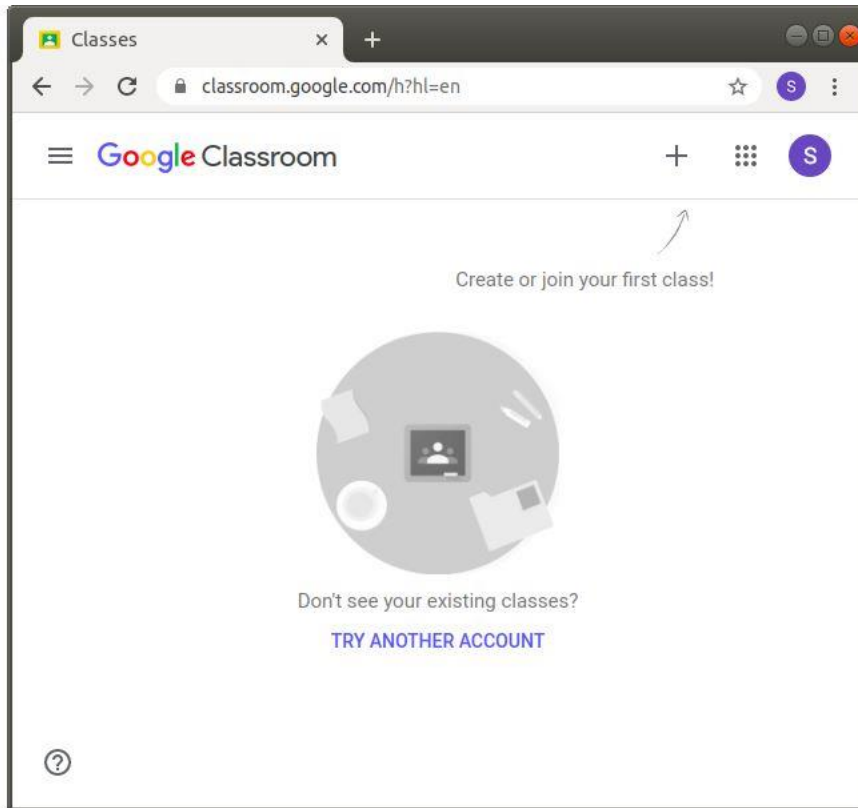 Classes
classroom.google.com/h?hl=en
S
Google Classroom
S
Create or join your first class!
Don't see your existing classes?
TRY ANOTHER ACCOUNT